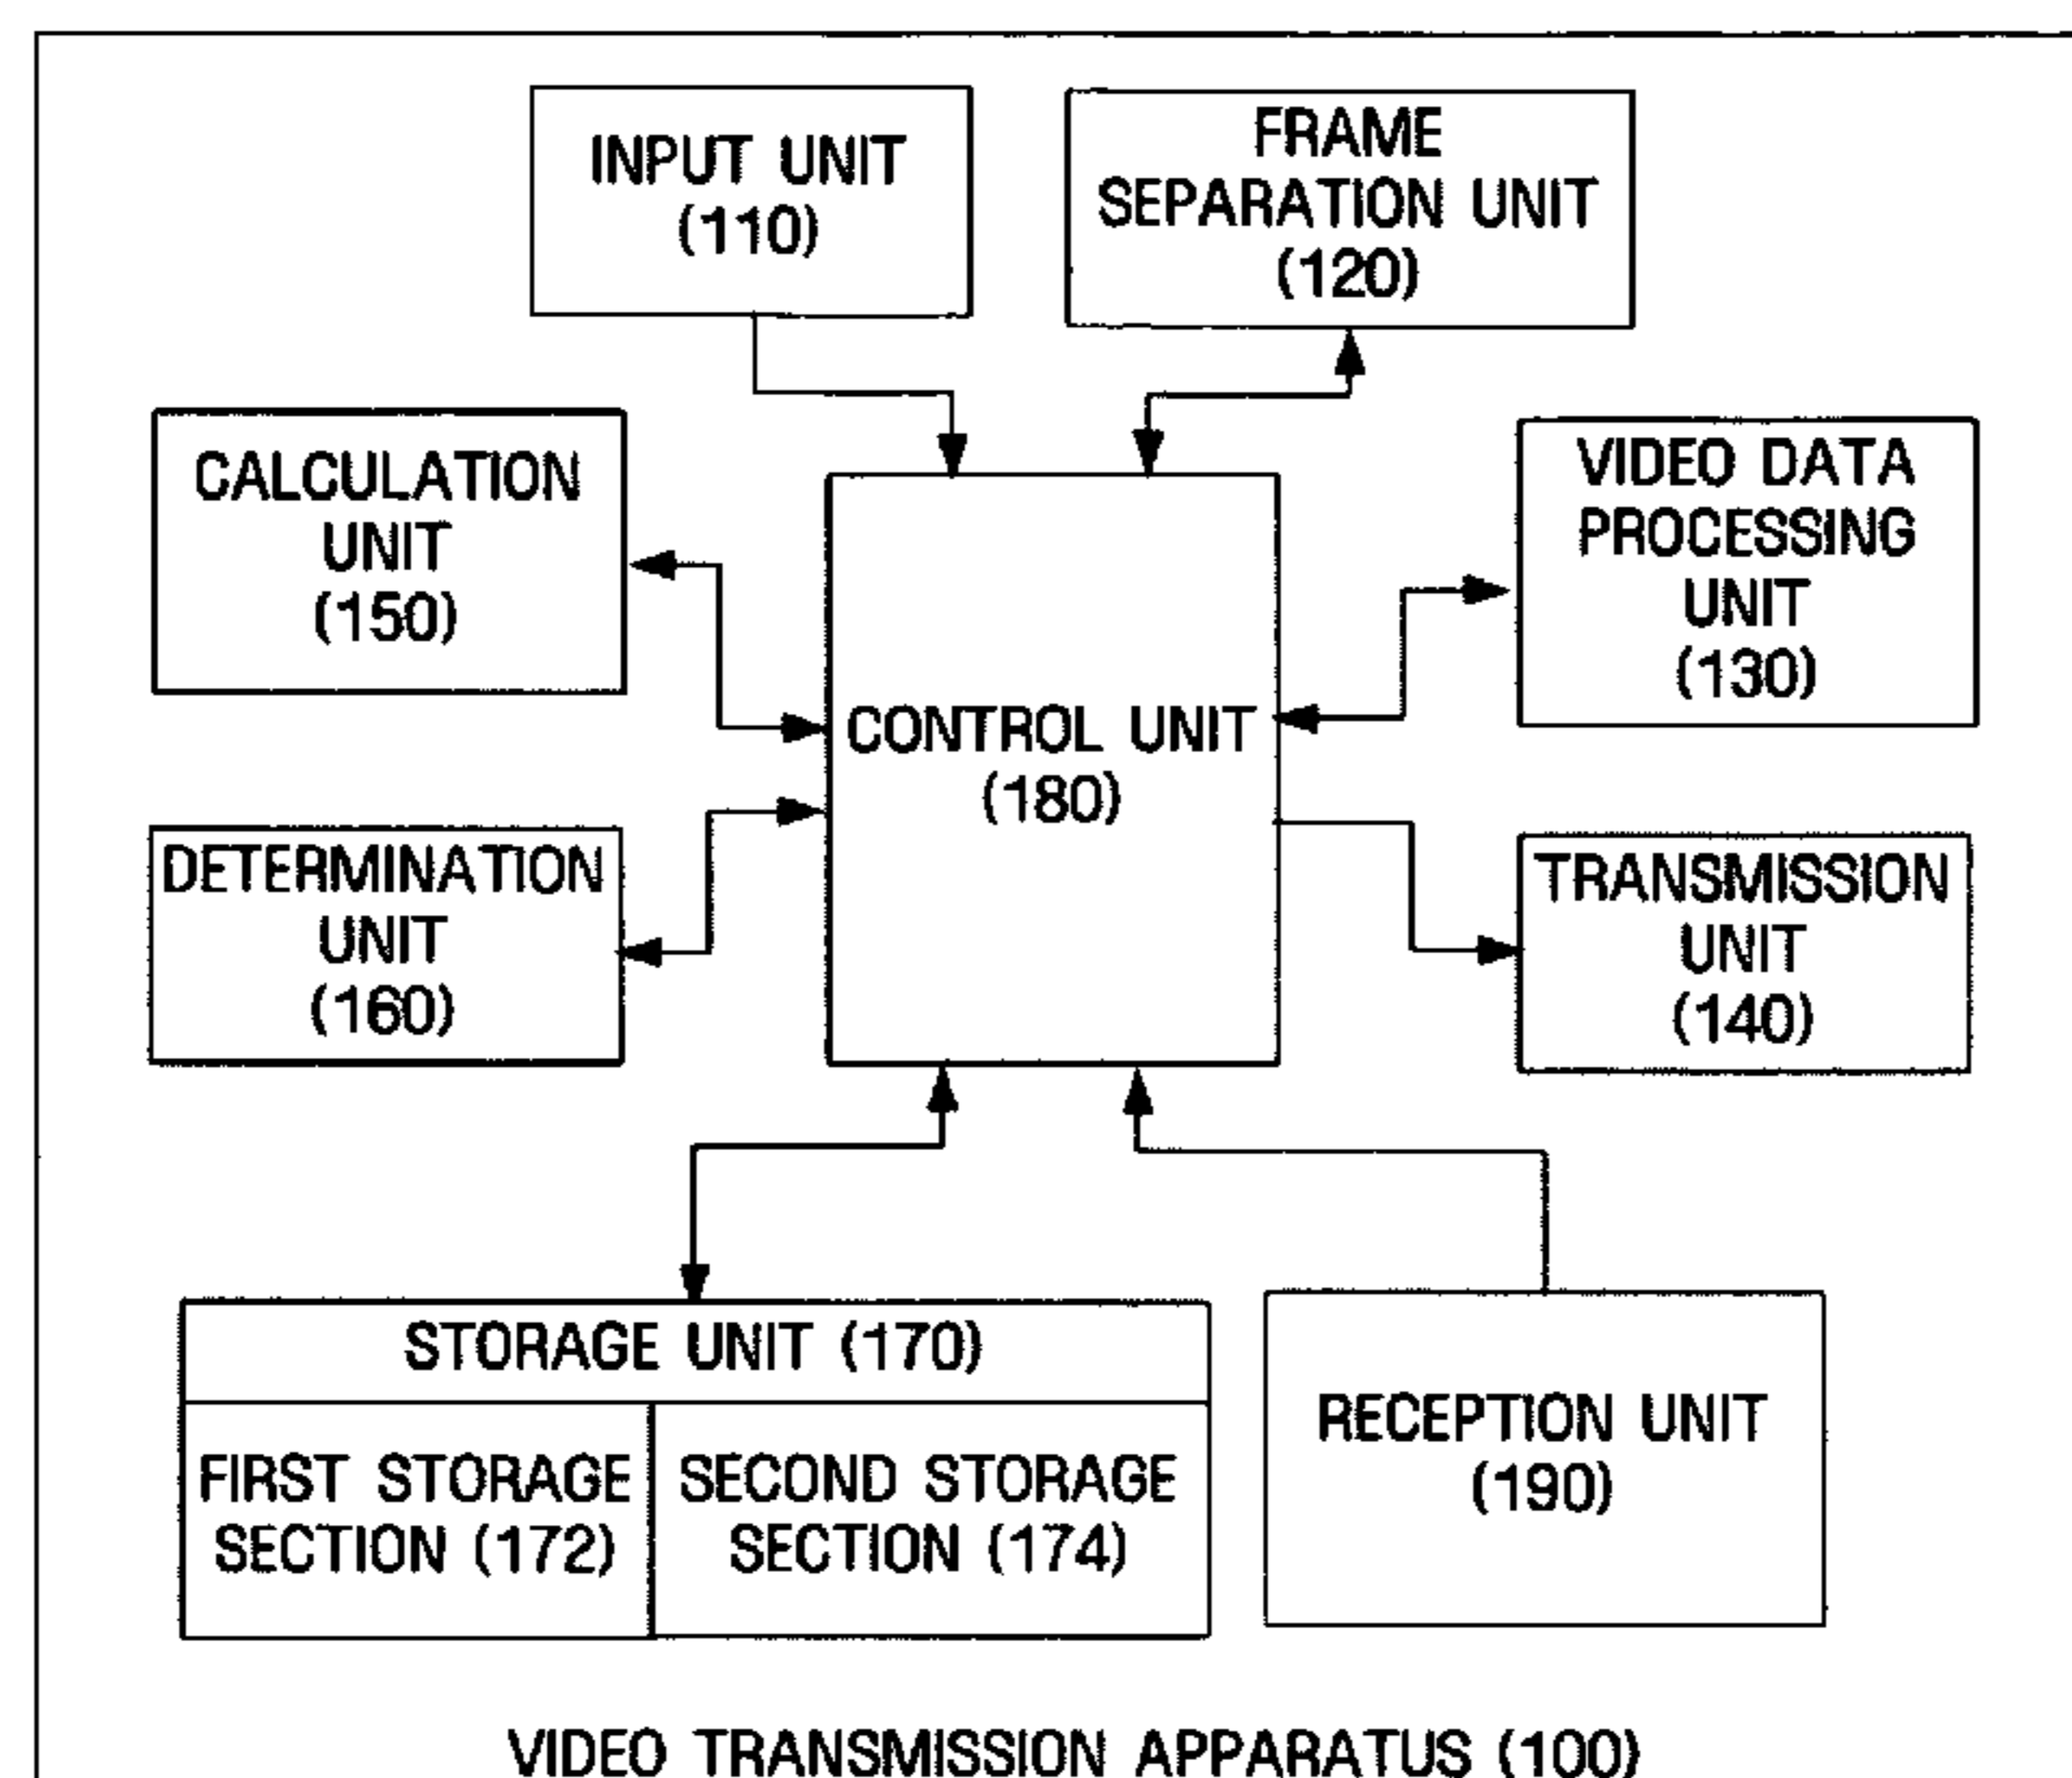 INPUT UNIT
(110)
FRAME
SEPARATION UNIT
(120)
CALCULATION
UNIT
(150)
VIDEO DATA
PROCESSING
UNIT
(130)
CONTROL UNIT
(180)
DETERMINATION
UNIT
(160)
TRANSMISSION
UNIT
(140)
STORAGE UNIT (170)
FIRST STORAGE
SECTION (172)
SECOND STORAGE
SECTION (174)
RECEPTION UNIT
(190)
VIDEO TRANSMISSION APPARATUS (100)